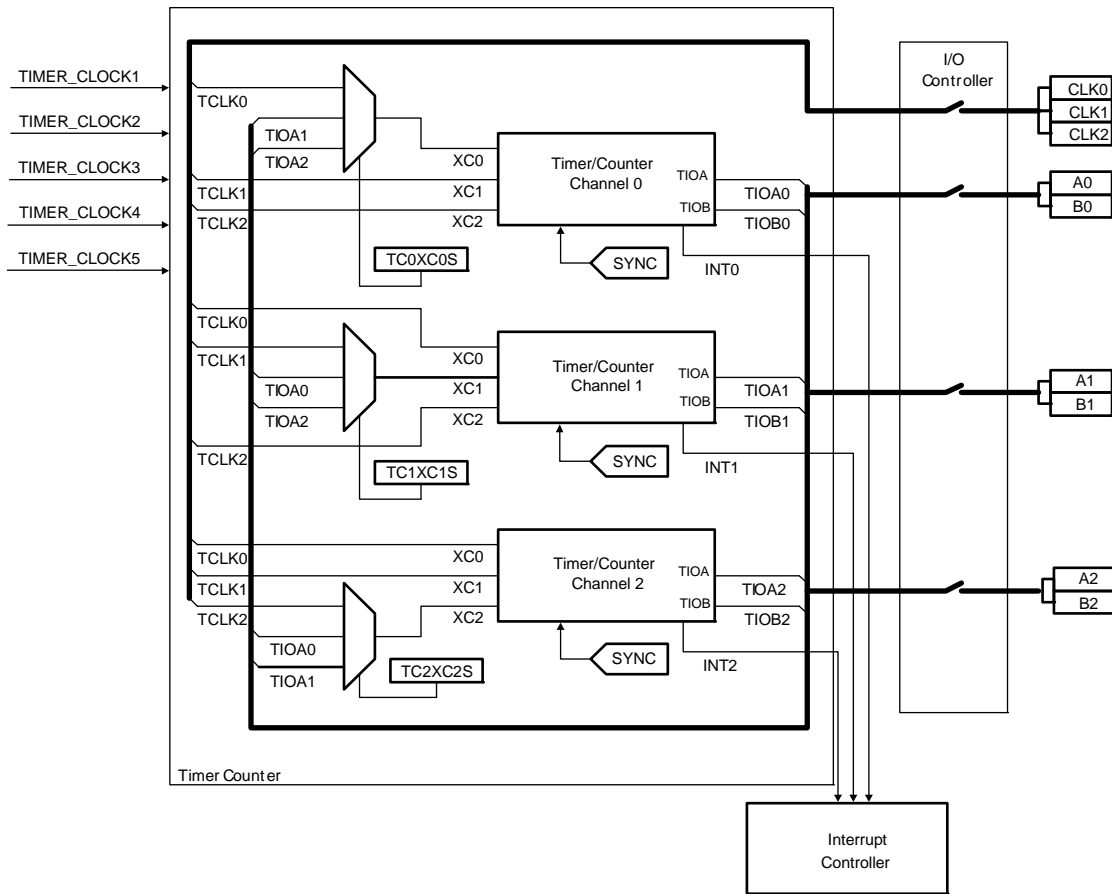 TIMER_CLOCK1
TIMER_CLOCK2
TIMER_CLOCK3
TIMER_CLOCK4
TIMER_CLOCK5
I/O
Controller
CLK0
CLK1
CLK2
TCLK0
TIOA1
TIOA2
TCLK1
TCLK2
XC0
XC1
XC2
Timer/Counter
Channel 0
TIOA
TIOB
TIOA0
TIOB0
A0
B0
TC0XC0S
SYNC
INT0
TCLK0
TCLK1
TIOA0
TIOA2
TCLK2
XC0
XC1
XC2
Timer/Counter
Channel 1
TIOA
TIOB
TIOA1
TIOB1
A1
B1
TC1XC1S
SYNC
INT1
TCLK0
TCLK1
TCLK2
TIOA0
TIOA1
XC0
XC1
XC2
Timer/Counter
Channel 2
TIOA
TIOB
TIOA2
TIOB2
A2
B2
TC2XC2S
SYNC
INT2
Timer Counter
Interrupt
Controller